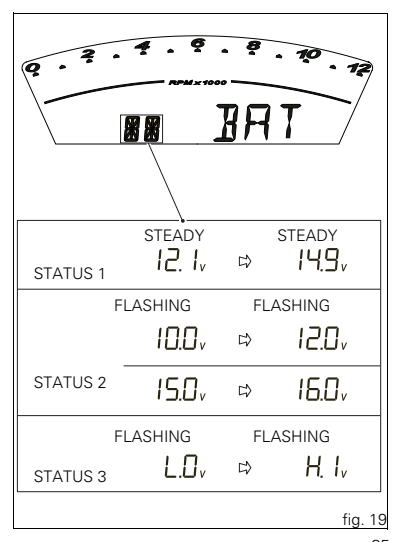 0 2 4 6 8 10 12
RPM x 1000
BAT
STEADY STEADY
STATUS 1 12.1v ⇨ 14.9v
FLASHING FLASHING
10.0v ⇨ 12.0v
STATUS 2 15.0v ⇨ 16.0v
FLASHING FLASHING
STATUS 3 L.0v ⇨ H.1v
fig. 19